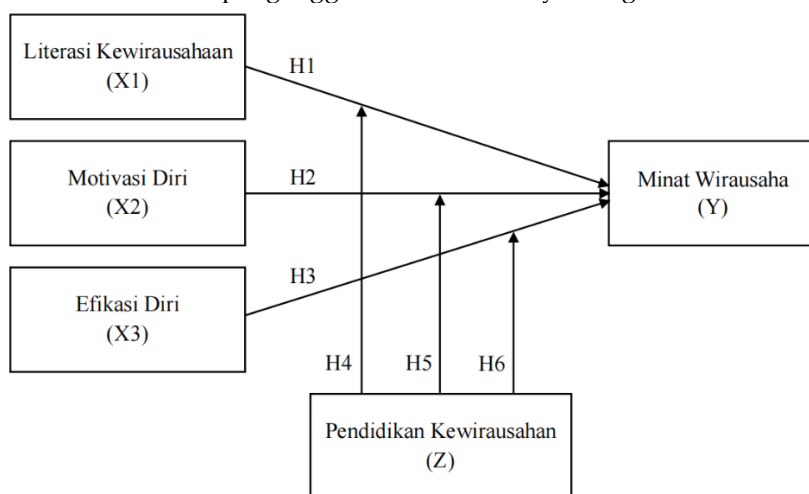 Literasi Kewirausahaan
(X1)
H1
Motivasi Diri
(X2)
H2
Minat Wirausaha
(Y)
Efikasi Diri
(X3)
H3
H4
H5
H6
Pendidikan Kewirausahan
(Z)